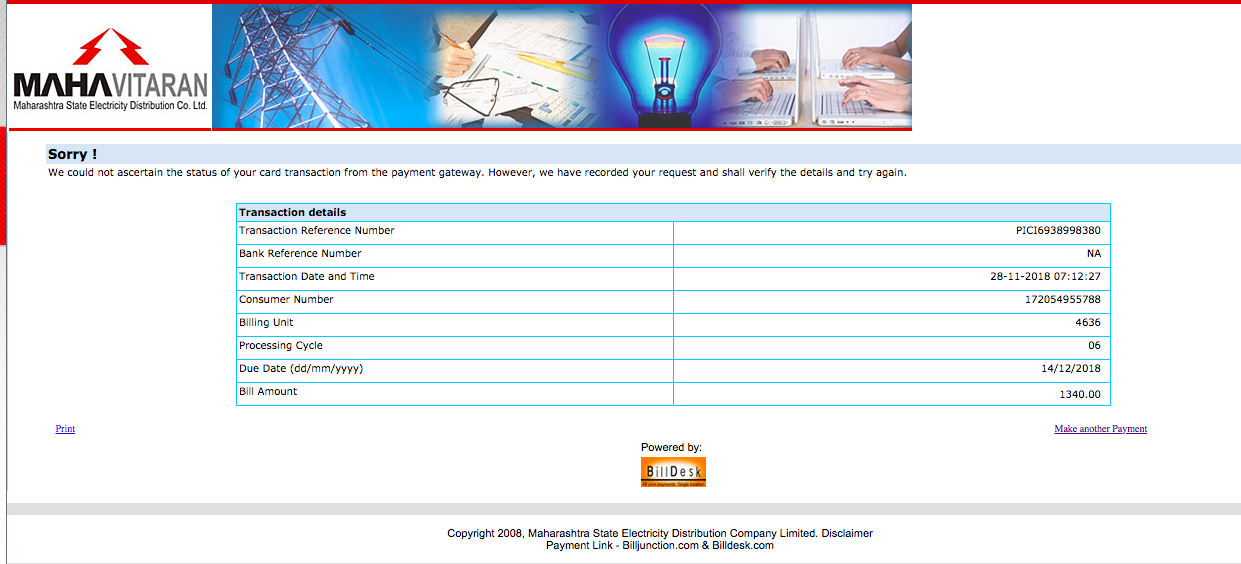 MAHAVITARAN
Maharashtra State Electricity Distribution Co. Ltd.
Sorry !
We could not ascertain the status of your card transaction from the payment gateway. However, we have recorded your request and shall verify the details and try again.
Transaction details
Transaction Reference Number PICI6938998380
Bank Reference Number NA
Transaction Date and Time 28-11-2018 07:12:27
Consumer Number 172054955788
Billing Unit 4636
Processing Cycle 06
Due Date (dd/mm/yyyy) 14/12/2018
Bill Amount 1340.00
Print Make another Payment
Powered by:
BillDesk
All your payments. Single location.
Copyright 2008, Maharashtra State Electricity Distribution Company Limited. Disclaimer
Payment Link - Billjunction.com & Billdesk.com